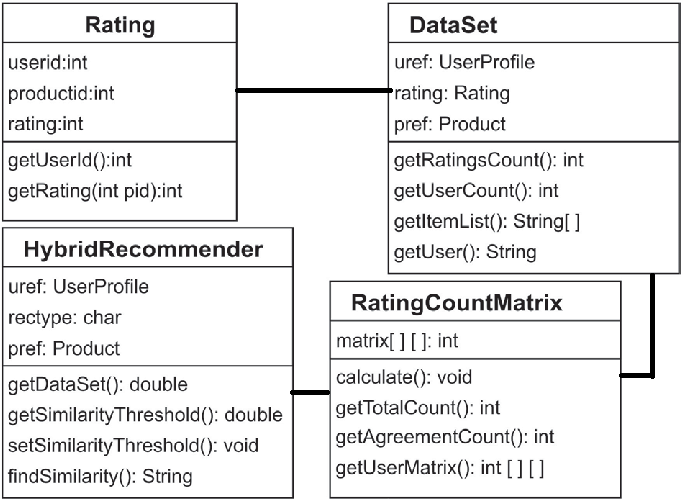 Rating
userid:int
productid:int
rating:int
getUserId():int
getRating(int pid):int
DataSet
uref: UserProfile
rating: Rating
pref: Product
getRatingsCount(): int
getUserCount(): int
getItemList(): String[ ]
getUser(): String
HybridRecommender
uref: UserProfile
rectype: char
pref: Product
getDataSet(): double
getSimilarityThreshold(): double
setSimilarityThreshold(): void
findSimilarity(): String
RatingCountMatrix
matrix[ ] [ ]: int
calculate(): void
getTotalCount(): int
getAgreementCount(): int
getUserMatrix(): int [ ] [ ]